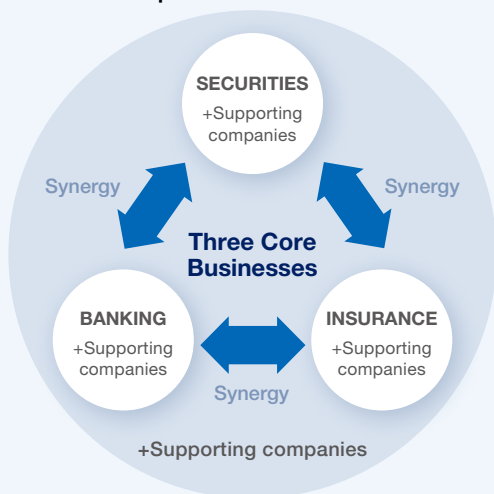 SECURITIES
+Supporting
companies
Synergy
Synergy
Three Core
Businesses
BANKING
+Supporting
companies
INSURANCE
+Supporting
companies
Synergy
+Supporting companies